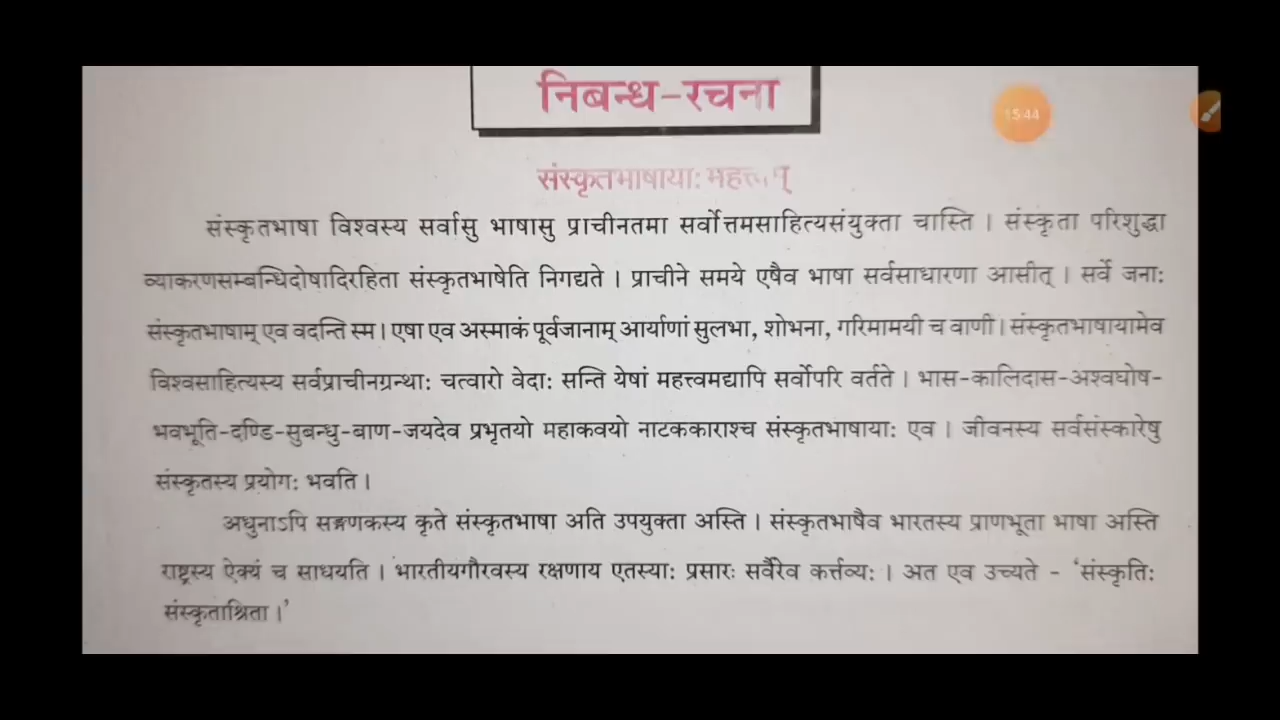 निबन्ध-रचना
15:44
संस्कृतभाषायाः महत्त्वम्
संस्कृतभाषा विश्वस्य सर्वासु भाषासु प्राचीनतमा सर्वोत्तमसाहित्यसंयुक्ता चास्ति । संस्कृता परिशुद्धा
व्याकरणसम्बन्धिदोषादिरहिता संस्कृतभाषेति निगद्यते । प्राचीने समये एषैव भाषा सर्वसाधारणा आसीत् । सर्वे जनाः
संस्कृतभाषाम् एव वदन्ति स्म । एषा एव अस्माकं पूर्वजानाम् आर्याणां सुलभा, शोभना, गरिमामयी च वाणी । संस्कृतभाषायामेव
विश्वसाहित्यस्य सर्वप्राचीनग्रन्थाः चत्वारो वेदाः सन्ति येषां महत्त्वमद्यापि सर्वोपरि वर्तते । भास-कालिदास-अश्वघोष-
भवभूति-दण्डि-सुबन्धु-बाण-जयदेव प्रभृतयो महाकवयो नाटककाराश्च संस्कृतभाषायाः एव । जीवनस्य सर्वसंस्कारेषु
संस्कृतस्य प्रयोगः भवति ।
अधुनाऽपि सङ्गणकस्य कृते संस्कृतभाषा अति उपयुक्ता अस्ति । संस्कृतभाषैव भारतस्य प्राणभूता भाषा अस्ति
राष्ट्रस्य ऐक्यं च साधयति । भारतीयगौरवस्य रक्षणाय एतस्याः प्रसारः सर्वैरेव कर्त्तव्यः । अत एव उच्यते - 'संस्कृतिः
संस्कृताश्रिता ।'